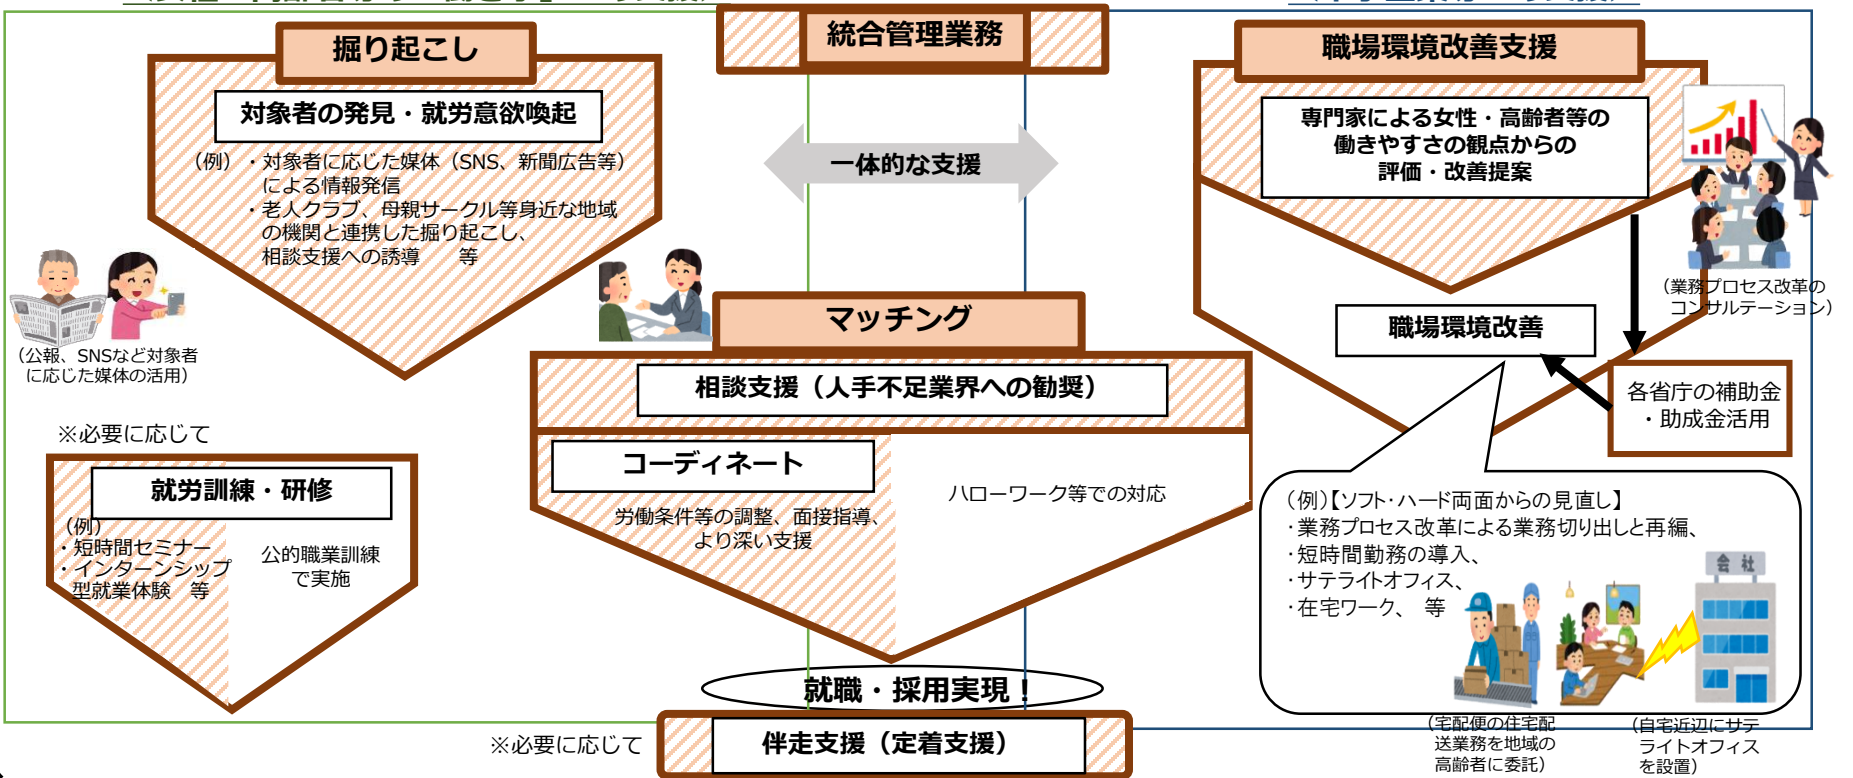 掘り起こし
対象者の発見・就労意欲喚起
（例）・対象者に応じた媒体（SNS、新聞広告等）
による情報発信
・老人クラブ、母親サークル等身近な地域
の機関と連携した掘り起こし、
相談支援への誘導　等
（公報、SNSなど対象者
に応じた媒体の活用）
※必要に応じて
就労訓練・研修
（例）
・短時間セミナー
・インターンシップ
型就業体験　等
公的職業訓練
で実施
統合管理業務
一体的な支援
マッチング
相談支援（人手不足業界への勧奨）
コーディネート
労働条件等の調整、面接指導、
より深い支援
ハローワーク等での対応
就職・採用実現！
※必要に応じて
伴走支援（定着支援）
職場環境改善支援
専門家による女性・高齢者等の
働きやすさの観点からの
評価・改善提案
（業務プロセス改革の
コンサルテーション）
職場環境改善
各省庁の補助金
・助成金活用
（例）【ソフト・ハード両面からの見直し】
・業務プロセス改革による業務切り出しと再編、
・短時間勤務の導入、
・サテライトオフィス、
・在宅ワーク、　等
会社
（宅配便の住宅配
送業務を地域の
高齢者に委託）
（自宅近辺にサテ
ライトオフィス
を設置）